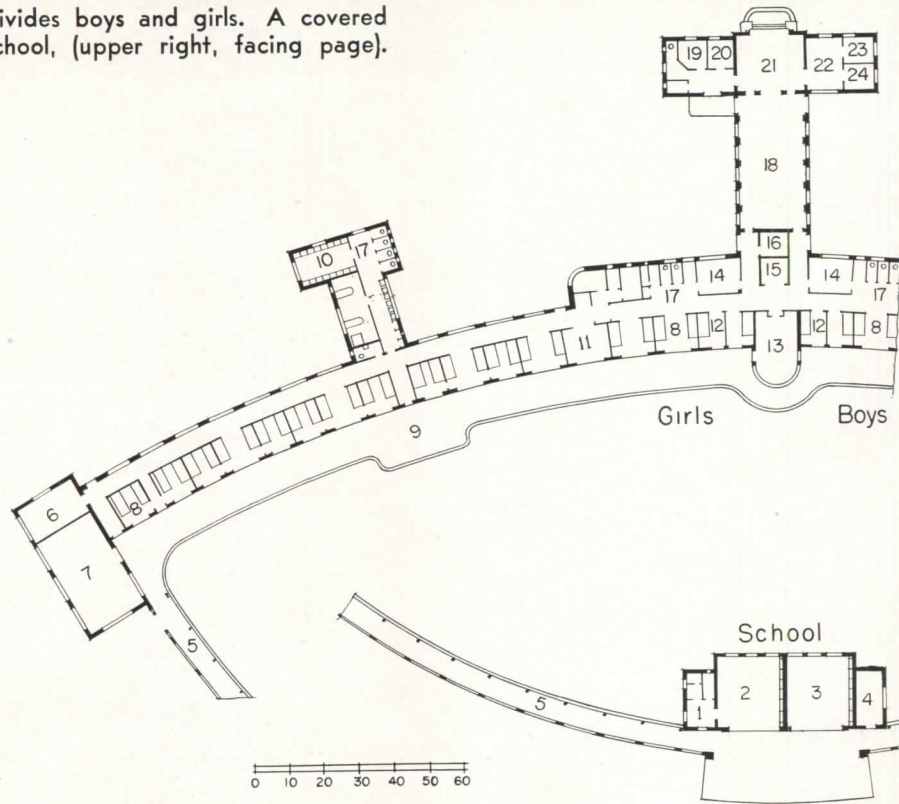 ivides boys and girls. A covered
chool, (upper right, facing page).
19 20 21 22 23
24
18
10 17
16
17 14 15 14 17
11 8 12 13 12 8
9
Girls Boys
8
6
7
5
School
5
1 2 3 4
0 10 20 30 40 50 60